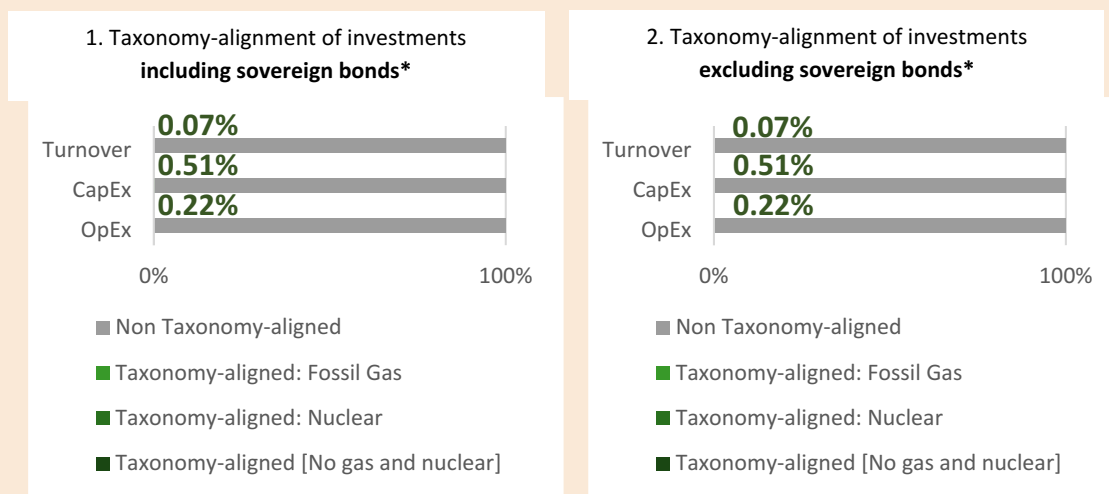 1. Taxonomy-alignment of investments
including sovereign bonds*
0.07%
Turnover
0.51%
CapEx
0.22%
OpEx
0%
100%
Non Taxonomy-aligned
Taxonomy-aligned: Fossil Gas
Taxonomy-aligned: Nuclear
Taxonomy-aligned [No gas and nuclear]
2. Taxonomy-alignment of investments
excluding sovereign bonds*
0.07%
Turnover
0.51%
CapEx
0.22%
OpEx
0%
100%
Non Taxonomy-aligned
Taxonomy-aligned: Fossil Gas
Taxonomy-aligned: Nuclear
Taxonomy-aligned [No gas and nuclear]